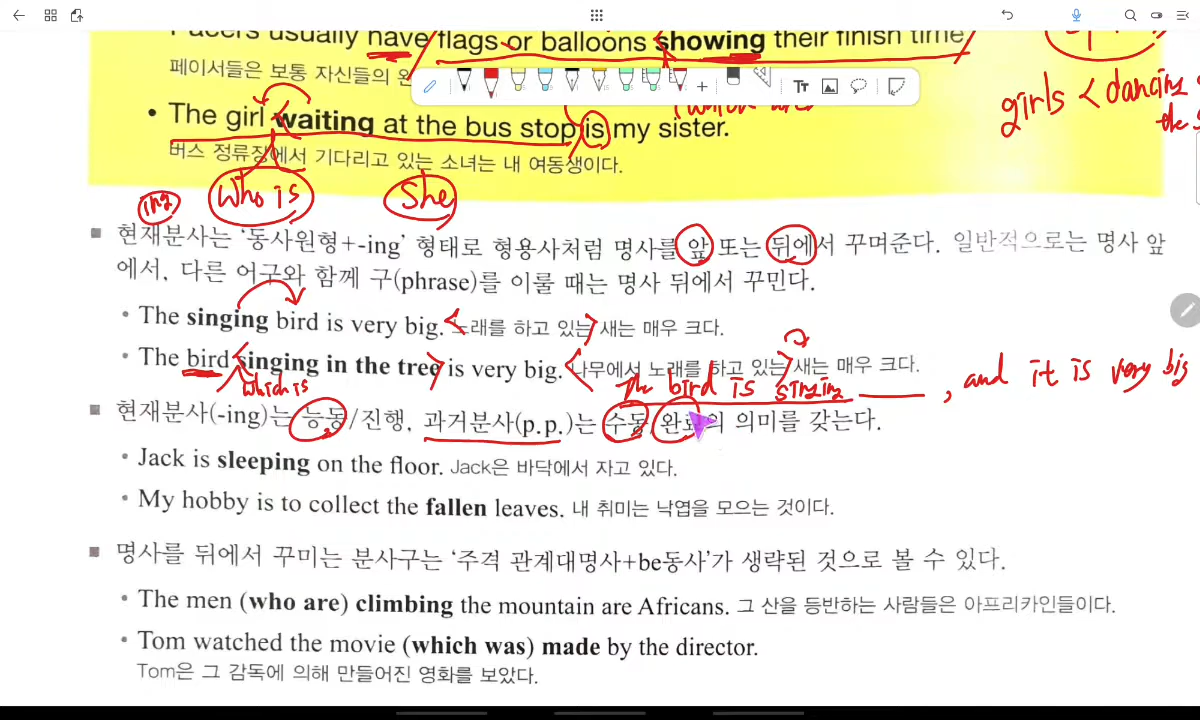 Pacers usually have flags or balloons showing their finish time
페이서들은 보통 자신들의
girls < dancing
• The girl waiting at the bus stop is my sister.
버스 정류장에서 기다리고 있는 소녀는 내 여동생이다.
ing who is She
현재분사는 '동사원형+-ing' 형태로 형용사처럼 명사를 앞 또는 뒤에서 꾸며준다. 일반적으로는 명사 앞
에서, 다른 어구와 함께 구(phrase)를 이룰 때는 명사 뒤에서 꾸민다.
• The singing bird is very big. 노래를 하고 있는 새는 매우 크다.
• The bird singing in the tree is very big. 나무에서 노래를 하고 있는 새는 매우 크다.
which is The bird is singing , and it is very big
현재분사(-ing)는 능동/진행, 과거분사(p.p.)는 수동/완료의 의미를 갖는다.
• Jack is sleeping on the floor. Jack은 바닥에서 자고 있다.
• My hobby is to collect the fallen leaves. 내 취미는 낙엽을 모으는 것이다.
명사를 뒤에서 꾸미는 분사구는 '주격 관계대명사+be동사'가 생략된 것으로 볼 수 있다.
• The men (who are) climbing the mountain are Africans. 그 산을 등반하는 사람들은 아프리카인들이다.
• Tom watched the movie (which was) made by the director.
Tom은 그 감독에 의해 만들어진 영화를 보았다.